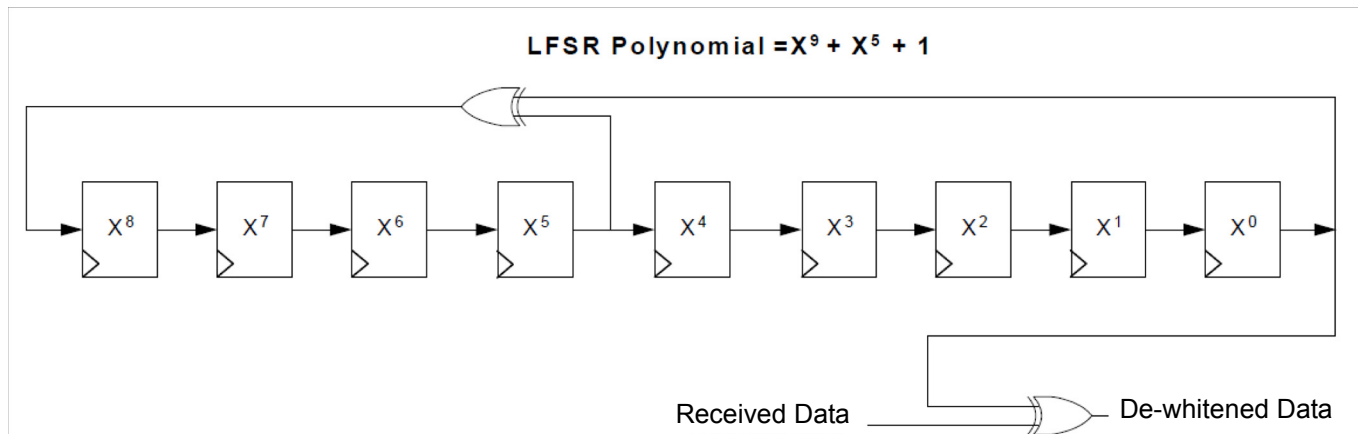 LFSR Polynomial =X⁹ + X⁵ + 1
X⁸ X⁷ X⁶ X⁵ X⁴ X³ X² X¹ X⁰
Received Data De-whitened Data